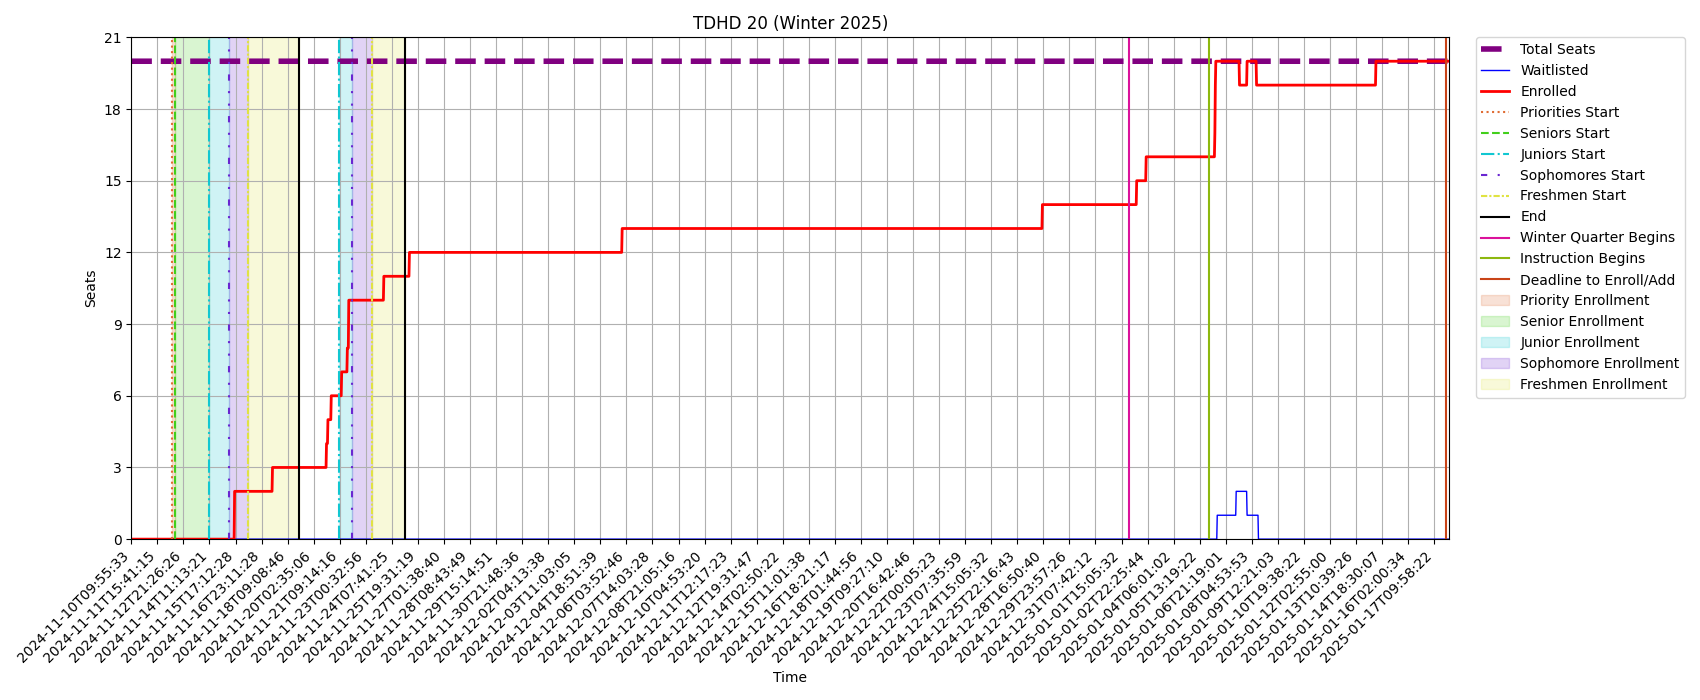 TDHD 20 (Winter 2025)
21
18
15
12
9
6
3
0
Seats
2024-11-10T09:55:33
2024-11-11T15:41:15
2024-11-12T21:26:26
2024-11-14T11:13:21
2024-11-15T17:12:28
2024-11-16T23:11:28
2024-11-18T09:08:46
2024-11-20T02:35:06
2024-11-21T09:14:16
2024-11-23T00:32:56
2024-11-24T07:41:25
2024-11-25T19:31:19
2024-11-27T01:38:40
2024-11-28T08:43:49
2024-11-29T15:14:51
2024-11-30T21:48:36
2024-12-02T04:13:38
2024-12-03T11:03:05
2024-12-04T18:51:39
2024-12-06T03:52:46
2024-12-07T14:03:28
2024-12-08T21:05:16
2024-12-10T04:53:20
2024-12-11T12:17:23
2024-12-12T19:31:47
2024-12-14T02:50:22
2024-12-15T11:01:38
2024-12-16T18:21:17
2024-12-18T01:44:56
2024-12-19T09:27:10
2024-12-20T16:42:46
2024-12-22T00:05:23
2024-12-23T07:35:59
2024-12-24T15:05:32
2024-12-25T22:16:43
2024-12-28T16:50:40
2024-12-29T23:57:26
2024-12-31T07:42:12
2025-01-01T15:05:32
2025-01-02T22:25:44
2025-01-04T06:01:02
2025-01-05T13:19:22
2025-01-06T21:19:01
2025-01-08T04:53:53
2025-01-09T12:21:03
2025-01-10T19:38:22
2025-01-12T02:55:00
2025-01-13T10:39:26
2025-01-14T18:30:07
2025-01-16T02:00:34
2025-01-17T09:58:22
Time
Total Seats
Waitlisted
Enrolled
Priorities Start
Seniors Start
Juniors Start
Sophomores Start
Freshmen Start
End
Winter Quarter Begins
Instruction Begins
Deadline to Enroll/Add
Priority Enrollment
Senior Enrollment
Junior Enrollment
Sophomore Enrollment
Freshmen Enrollment